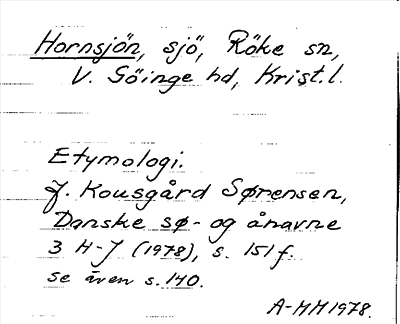 Hornsjön, sjö, Röke sn,
V. Göinge hd, Krist. l.
Etymologi.
J. Kousgård Sørensen,
Danske sø- og ånavne
3 H-J (1978), s. 151 f.
se även s. 140.
A-MH 1978.